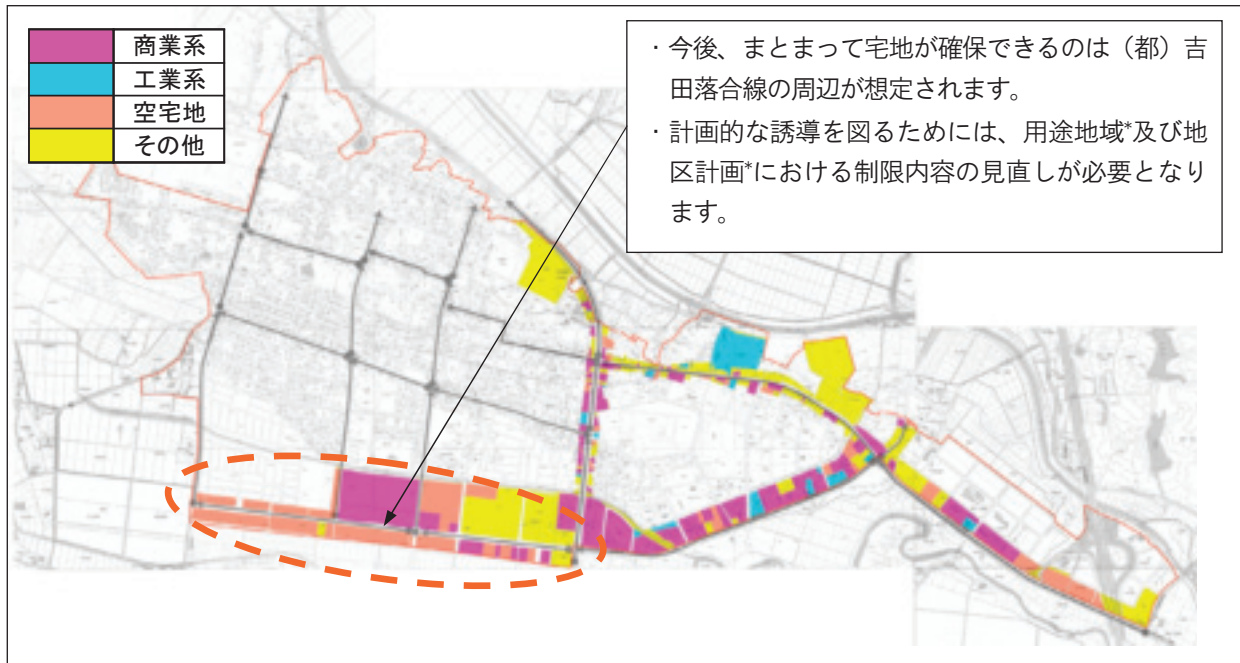 商業系
工業系
空宅地
その他
・今後、まとまって宅地が確保できるのは（都）吉
田落合線の周辺が想定されます。
・計画的な誘導を図るためには、用途地域*及び地
区計画*における制限内容の見直しが必要となり
ます。